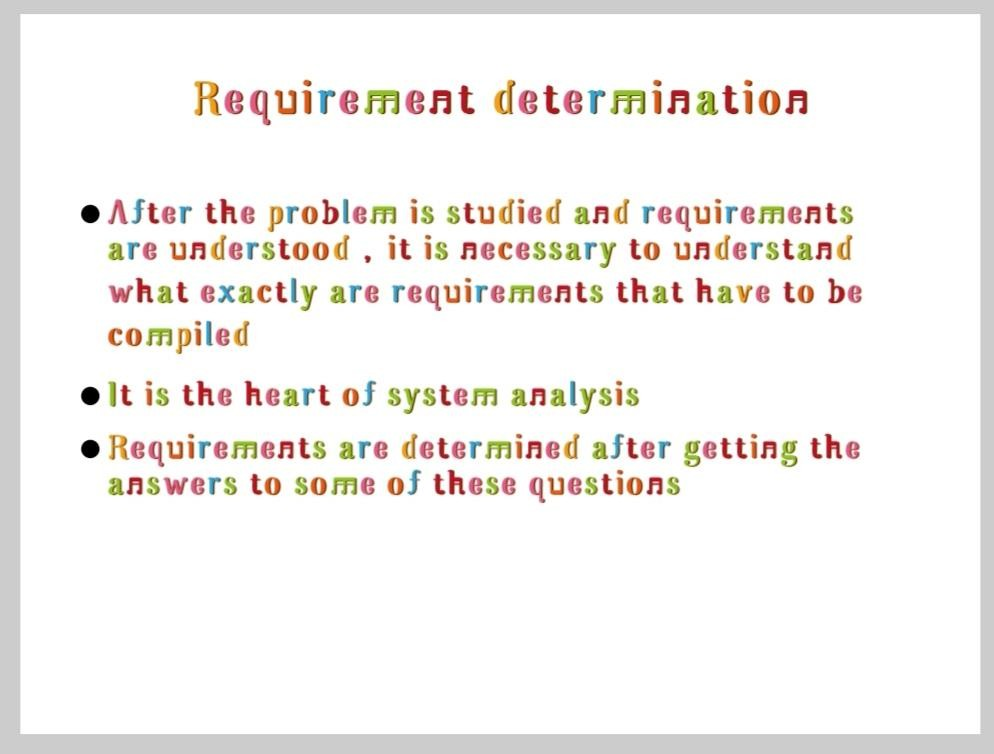 Requirement determination
● After the problem is studied and requirements
are understood , it is necessary to understand
what exactly are requirements that have to be
compiled
● It is the heart of system analysis
● Requirements are determined after getting the
answers to some of these questions